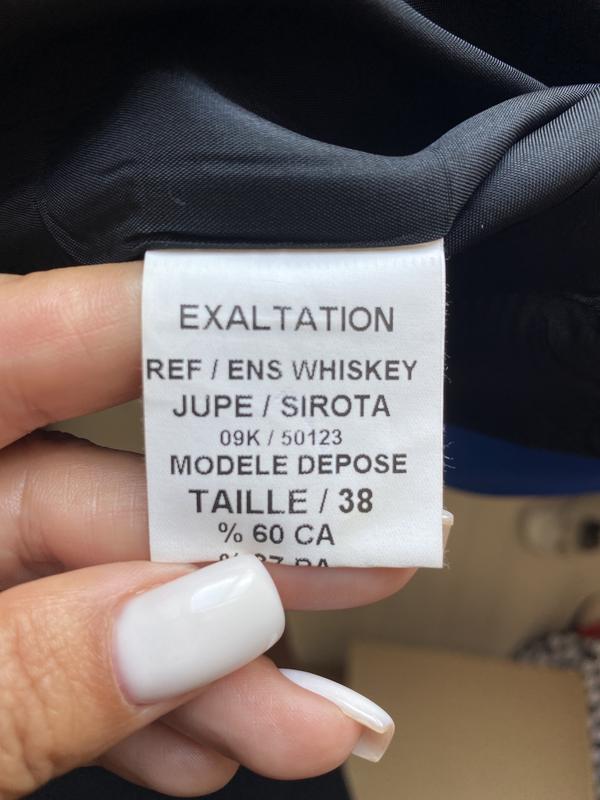 EXALTATION
REF / ENS WHISKEY
JUPE / SIROTA
09K / 50123
MODELE DEPOSE
TAILLE / 38
% 60 CA